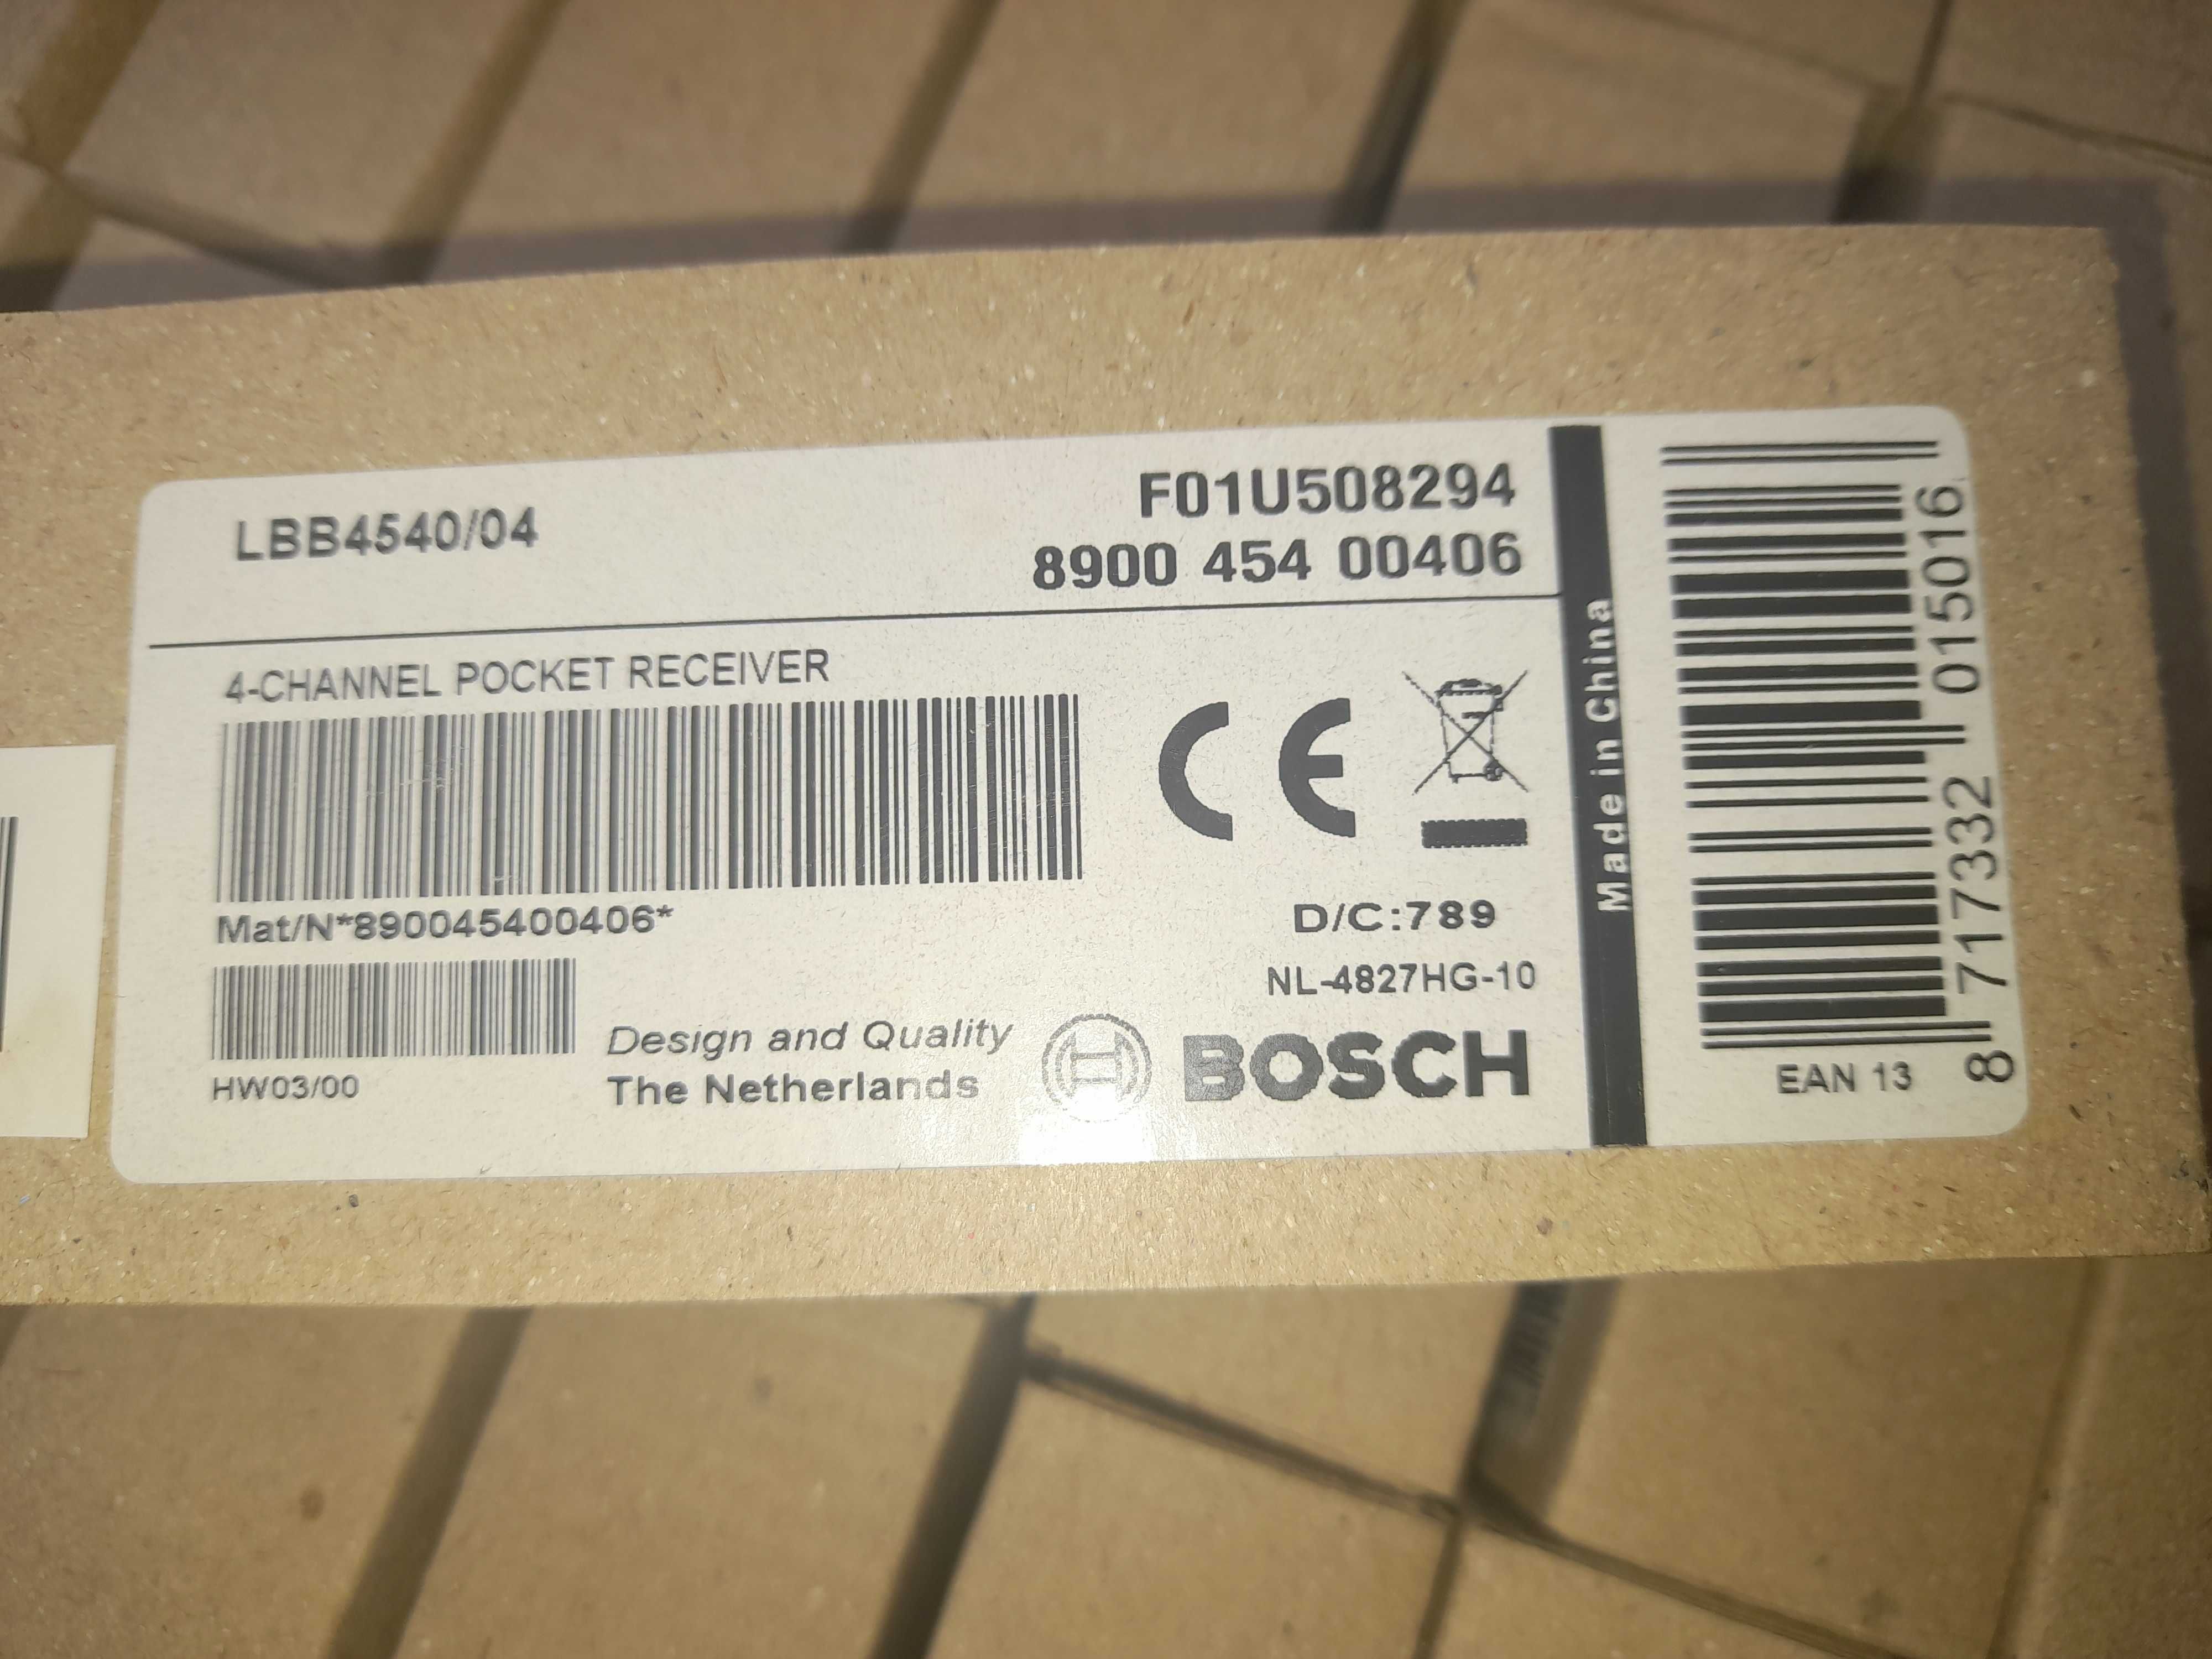 LBB4540/04
F01U508294
8900 454 00406
4-CHANNEL POCKET RECEIVER
Mat/N*890045400406*
HW03/00
Design and Quality
The Netherlands
D/C:789
NL-4827HG-10
BOSCH
Made in China
8 717332 015016
EAN 13